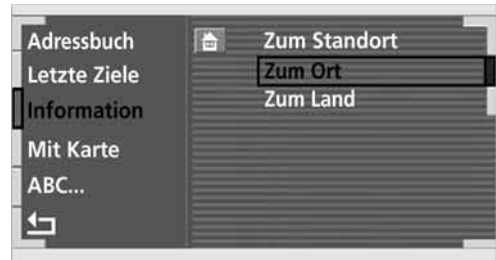 Adressbuch
Letzte Ziele
Information
Mit Karte
ABC...
Zum Standort
Zum Ort
Zum Land